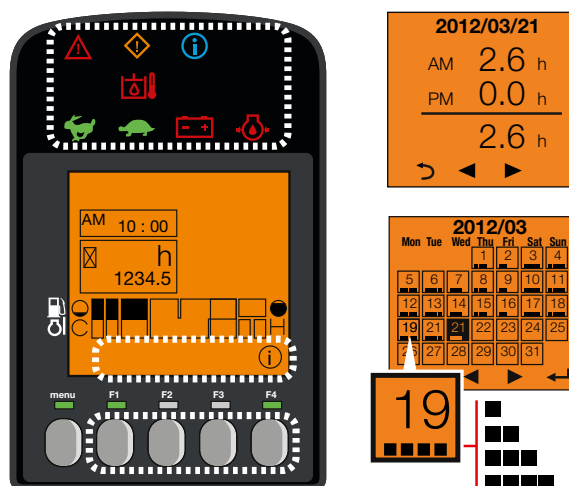 AM 10 : 00
h
1234.5
C H
i
menu F1 F2 F3 F4
2012/03/21
AM 2.6 h
PM 0.0 h
2.6 h
2012/03
Mon Tue Wed Thu Fri Sat Sun
1 2 3 4
5 6 7 8 9 10 11
12 13 14 15 16 17 18
19 21 21 22 23 24 25
26 27 28 29 30 31
19